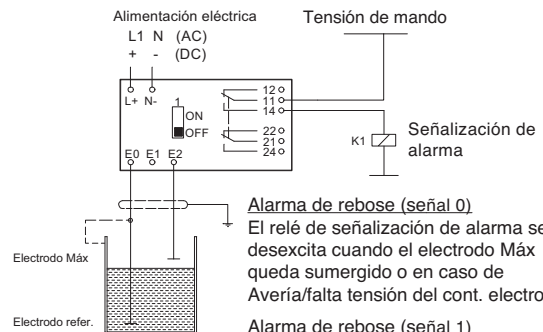 Alimentación eléctrica
Tensión de mando
L1 N (AC)
+ - (DC)
L+ N-
1
ON
OFF
12
11
14
22
21
24
E0 E1 E2
K1
Señalización de
alarma
Alarma de rebose (señal 0)
El relé de señalización de alarma se
desexcita cuando el electrodo Máx
queda sumergido o en caso de
Avería/falta tensión del cont. electro
Electrodo Máx
Electrodo refer.
Alarma de rebose (señal 1)